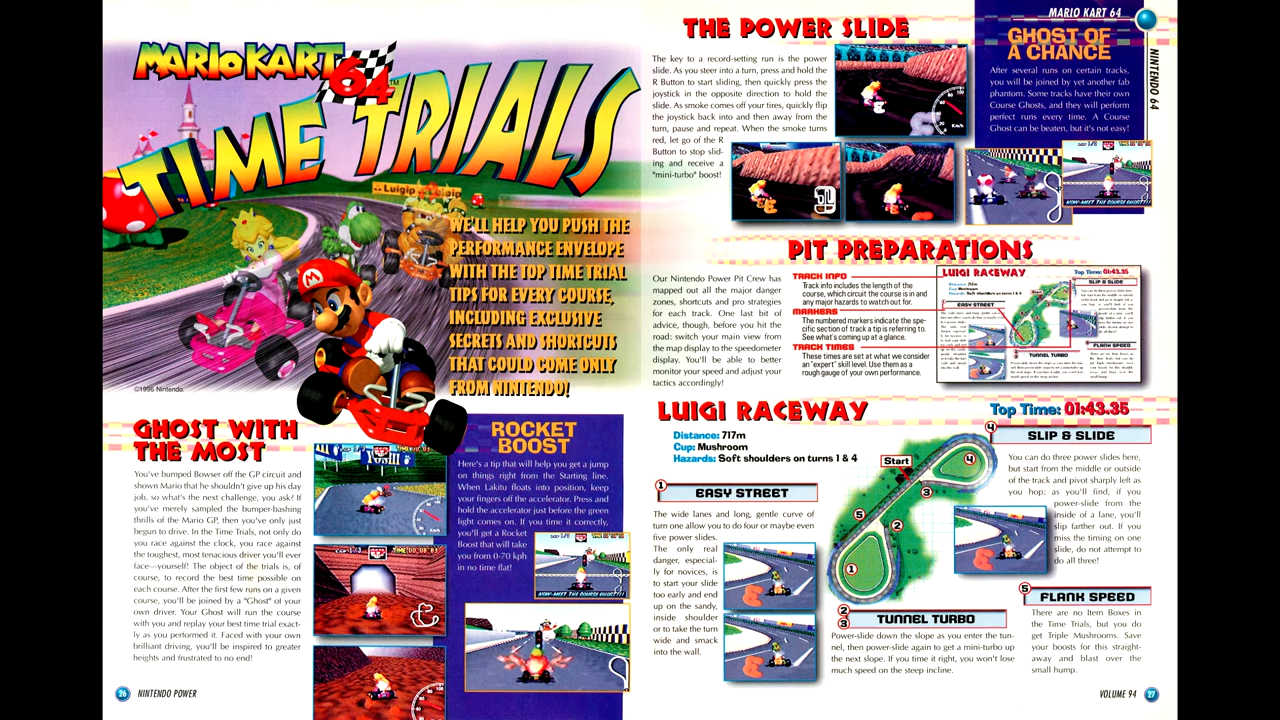 MARIO KART 64™
TIME TRIALS
Luigip
WE'LL HELP YOU PUSH THE
PERFORMANCE ENVELOPE
WITH THE TOP TIME TRIAL
TIPS FOR EVERY COURSE,
INCLUDING EXCLUSIVE
SECRETS AND SHORTCUTS
THAT COULD COME ONLY
FROM NINTENDO!
©1996 Nintendo.
GHOST WITH
THE MOST
You've bumped Bowser off the GP circuit and
shown Mario that he shouldn't give up his day
job, so what's the next challenge, you ask? If
you've merely sampled the bumper-bashing
thrills of the Mario GP, then you've only just
begun to drive. In the Time Trials, not only do
you race against the clock, you race against
the toughest, most tenacious driver you'll ever
face—yourself! The object of the trials is, of
course, to record the best time possible on
each course. After the first few runs on a given
course, you'll be joined by a "Ghost" of your
own driver. Your Ghost will run the course
with you and replay your best time trial exact-
ly as you performed it. Faced with your own
brilliant driving, you'll be inspired to greater
heights and frustrated to no end!
ROCKET
BOOST
Here's a tip that will help you get a jump
on things right from the Starting line.
When Lakitu floats into position, keep
your fingers off the accelerator. Press and
hold the accelerator just before the green
light comes on. If you time it correctly,
you'll get a Rocket
Boost that will take
you from 0-70 kph
in no time flat!
NOW-MEET THE COURSE GHOST!!
26 NINTENDO POWER
THE POWER SLIDE
The key to a record-setting run is the power
slide. As you steer into a turn, press and hold the
R Button to start sliding, then quickly press the
joystick in the opposite direction to hold the
slide. As smoke comes off your tires, quickly flip
the joystick back into and then away from the
turn, pause and repeat. When the smoke turns
red, let go of the R
Button to stop slid-
ing and receive a
"mini-turbo" boost!
MARIO KART 64
NINTENDO 64
GHOST OF
A CHANCE
After several runs on certain tracks,
you will be joined by yet another fab
phantom. Some tracks have their own
Course Ghosts, and they will perform
perfect runs every time. A Course
Ghost can be beaten, but it's not easy!
NOW-MEET THE COURSE GHOST!!
PIT PREPARATIONS
Our Nintendo Power Pit Crew has
mapped out all the major danger
zones, shortcuts and pro strategies
for each track. One last bit of
advice, though, before you hit the
road: switch your main view from
the map display to the speedometer
display. You'll be able to better
monitor your speed and adjust your
tactics accordingly!
TRACK INFO
Track info includes the length of the
course, which circuit the course is in and
any major hazards to watch out for.
MARKERS
The numbered markers indicate the spe-
cific section of track a tip is referring to.
See what's coming up at a glance.
TRACK TIMES
These times are set at what we consider
an "expert" skill level. Use them as a
rough gauge of your own performance.
LUIGI RACEWAY
Top Time: 01:43.35
Distance: 717m
Cup: Mushroom
Hazards: Soft shoulders on turns 1 & 4
EASY STREET
SLIP & SLIDE
Start
TUNNEL TURBO
FLANK SPEED
LUIGI RACEWAY
Top Time: 01:43.35
Distance: 717m
Cup: Mushroom
Hazards: Soft shoulders on turns 1 & 4
1
EASY STREET
The wide lanes and long, gentle curve of
turn one allow you to do four or maybe even
five power slides.
The only real
danger, especial-
ly for novices, is
to start your slide
too early and end
up on the sandy,
inside shoulder
or to take the turn
wide and smack
into the wall.
Start
4
3
5
2
1
4
SLIP & SLIDE
You can do three power slides here,
but start from the middle or outside
of the track and pivot sharply left as
you hop; as you'll find, if you
power-slide from the
inside of a lane, you'll
slip farther out. If you
miss the timing on one
slide, do not attempt to
do all three!
2
3
TUNNEL TURBO
Power-slide down the slope as you enter the tun-
nel, then power-slide again to get a mini-turbo up
the next slope. If you time it right, you won't lose
much speed on the steep incline.
5
FLANK SPEED
There are no Item Boxes in
the Time Trials, but you do
get Triple Mushrooms. Save
your boosts for this straight-
away and blast over the
small hump.
VOLUME 94 27